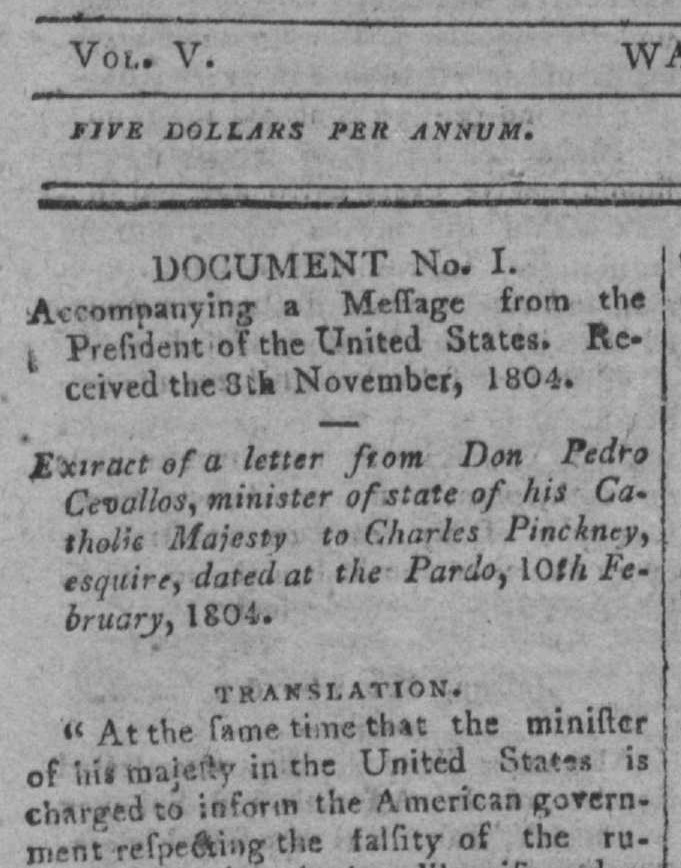 VOL. V.
WA
FIVE DOLLARS PER ANNUM.
DOCUMENT No. I.
Accompanying a Meſſage from the
Preſident of the United States. Re-
ceived the 8th November, 1804.
Extract of a letter from Don Pedro
Cevallos, minister of state of his Ca-
tholic Majesty to Charles Pinckney,
esquire, dated at the Pardo, 10th Fe-
bruary, 1804.
TRANSLATION.
“ At the ſame time that the miniſter
of his majeſty in the United States is
charged to inform the American govern-
ment reſpecting the falſity of the ru-